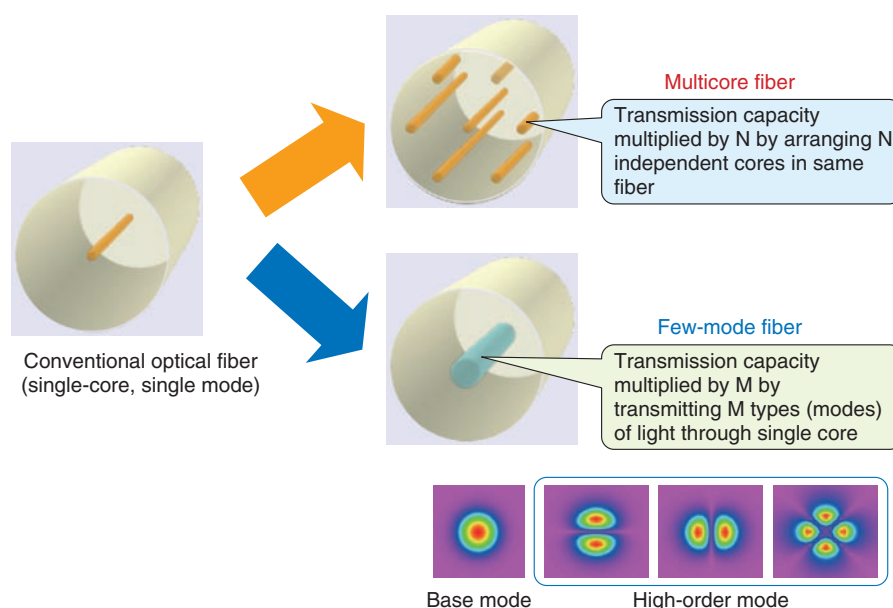 Multicore fiber
Transmission capacity
multiplied by N by arranging N
independent cores in same
fiber
Conventional optical fiber
(single-core, single mode)
Few-mode fiber
Transmission capacity
multiplied by M by
transmitting M types (modes)
of light through single core
Base mode
High-order mode